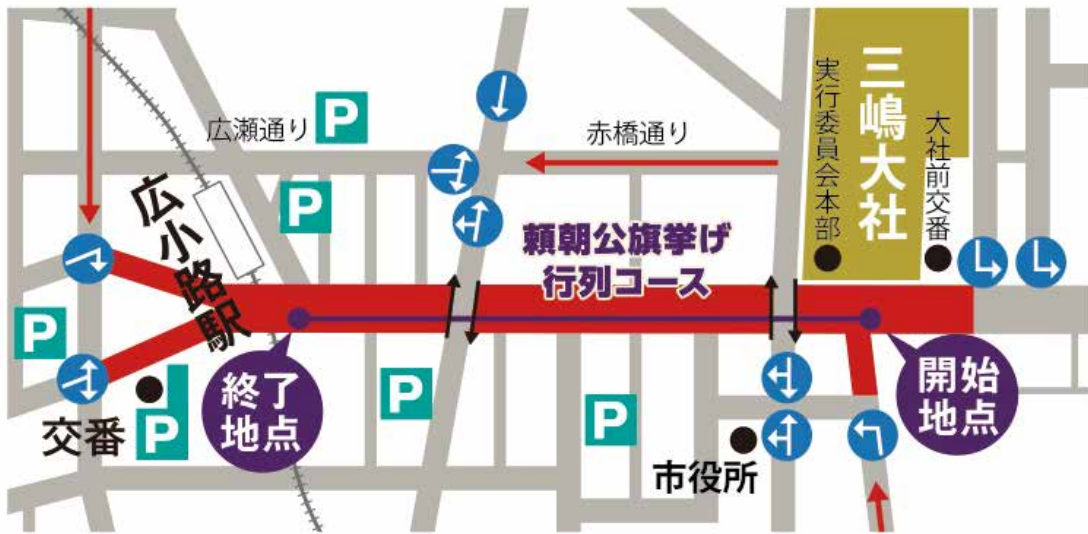 広瀬通り
P
赤橋通り
実行委員会本部
三嶋大社
大社前交番
P
広小路駅
頼朝公旗挙げ
行列コース
P
終了
地点
開始
地点
交番
P
P
P
市役所